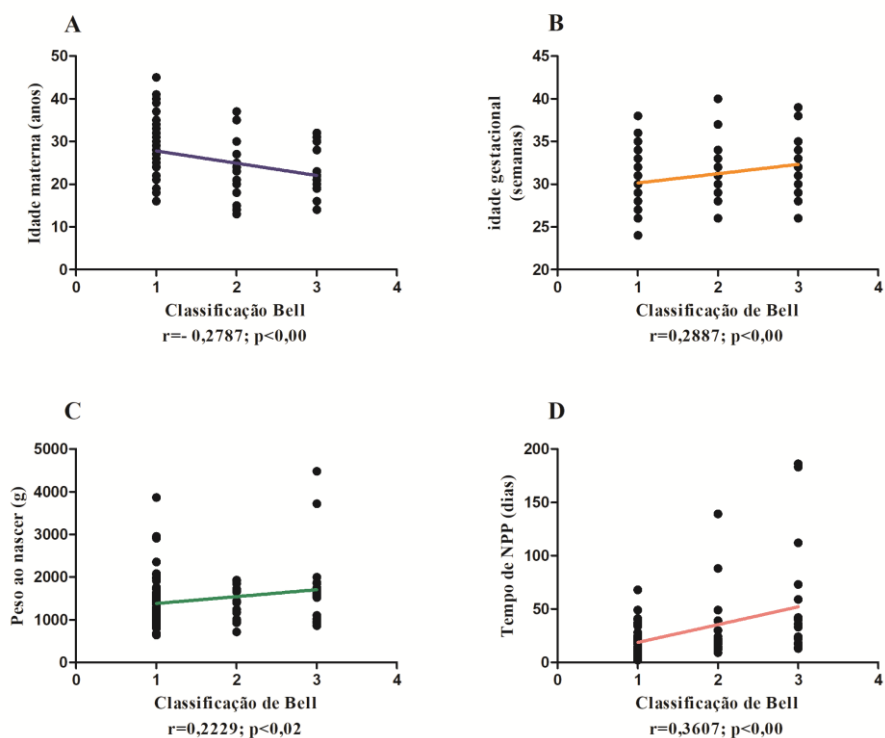 A
Idade materna (anos)
50
40
30
20
10
0
0 1 2 3 4
Classificação Bell
r=- 0,2787; p<0,00
B
idade gestacional
(semanas)
45
40
35
30
25
20
0 1 2 3 4
Classificação de Bell
r=0,2887; p<0,00
C
Peso ao nascer (g)
5000
4000
3000
2000
1000
0
0 1 2 3 4
Classificação de Bell
r=0,2229; p<0,02
D
Tempo de NPP (dias)
200
150
100
50
0
0 1 2 3 4
Classificação de Bell
r=0,3607; p<0,00